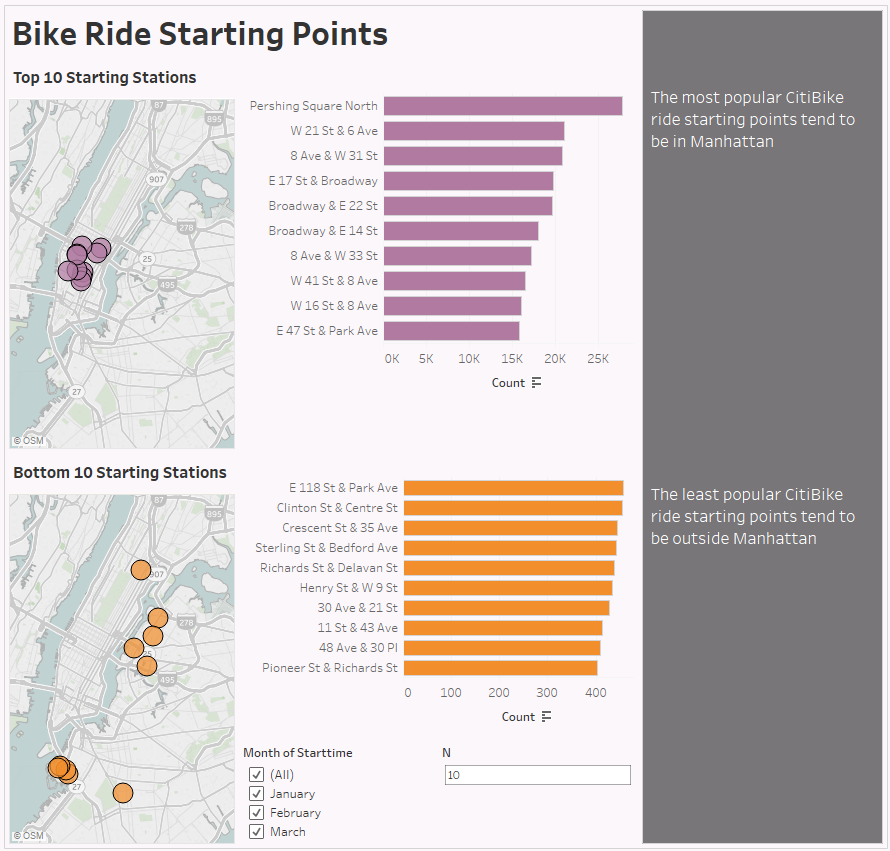 Bike Ride Starting Points
Top 10 Starting Stations
87
895
907
278
25
495
27
© OSM
Pershing Square North
W 21 St & 6 Ave
8 Ave & W 31 St
E 17 St & Broadway
Broadway & E 22 St
Broadway & E 14 St
8 Ave & W 33 St
W 41 St & 8 Ave
W 16 St & 8 Ave
E 47 St & Park Ave
0K 5K 10K 15K 20K 25K
Count
The most popular CitiBike
ride starting points tend to
be in Manhattan
Bottom 10 Starting Stations
87
895
907
278
495
27
© OSM
E 118 St & Park Ave
Clinton St & Centre St
Crescent St & 35 Ave
Sterling St & Bedford Ave
Richards St & Delavan St
Henry St & W 9 St
30 Ave & 21 St
11 St & 43 Ave
48 Ave & 30 Pl
Pioneer St & Richards St
0 100 200 300 400
Count
The least popular CitiBike
ride starting points tend to
be outside Manhattan
Month of Starttime
(All)
January
February
March
N
10